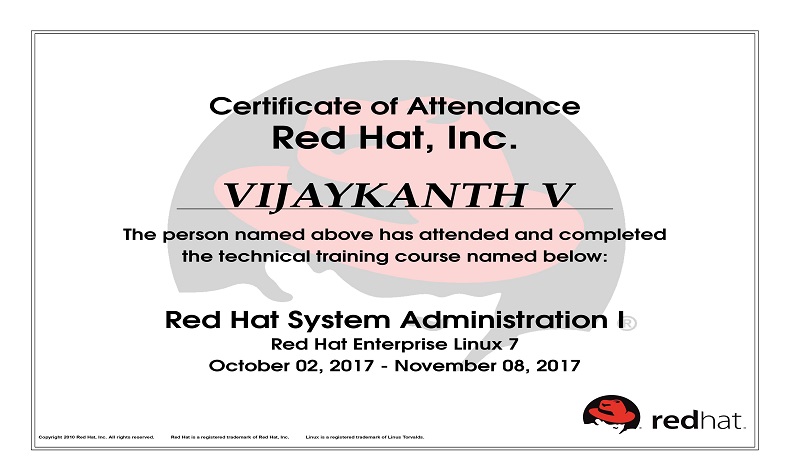 Certificate of Attendance
Red Hat, Inc.
VIJAYKANTH V
The person named above has attended and completed
the technical training course named below:
Red Hat System Administration I
®
Red Hat Enterprise Linux 7
October 02, 2017 - November 08, 2017
redhat.
Copyright 2010 Red Hat, Inc. All rights reserved. Red Hat is a registered trademark of Red Hat, Inc. Linux is a registered trademark of Linus Torvalds.